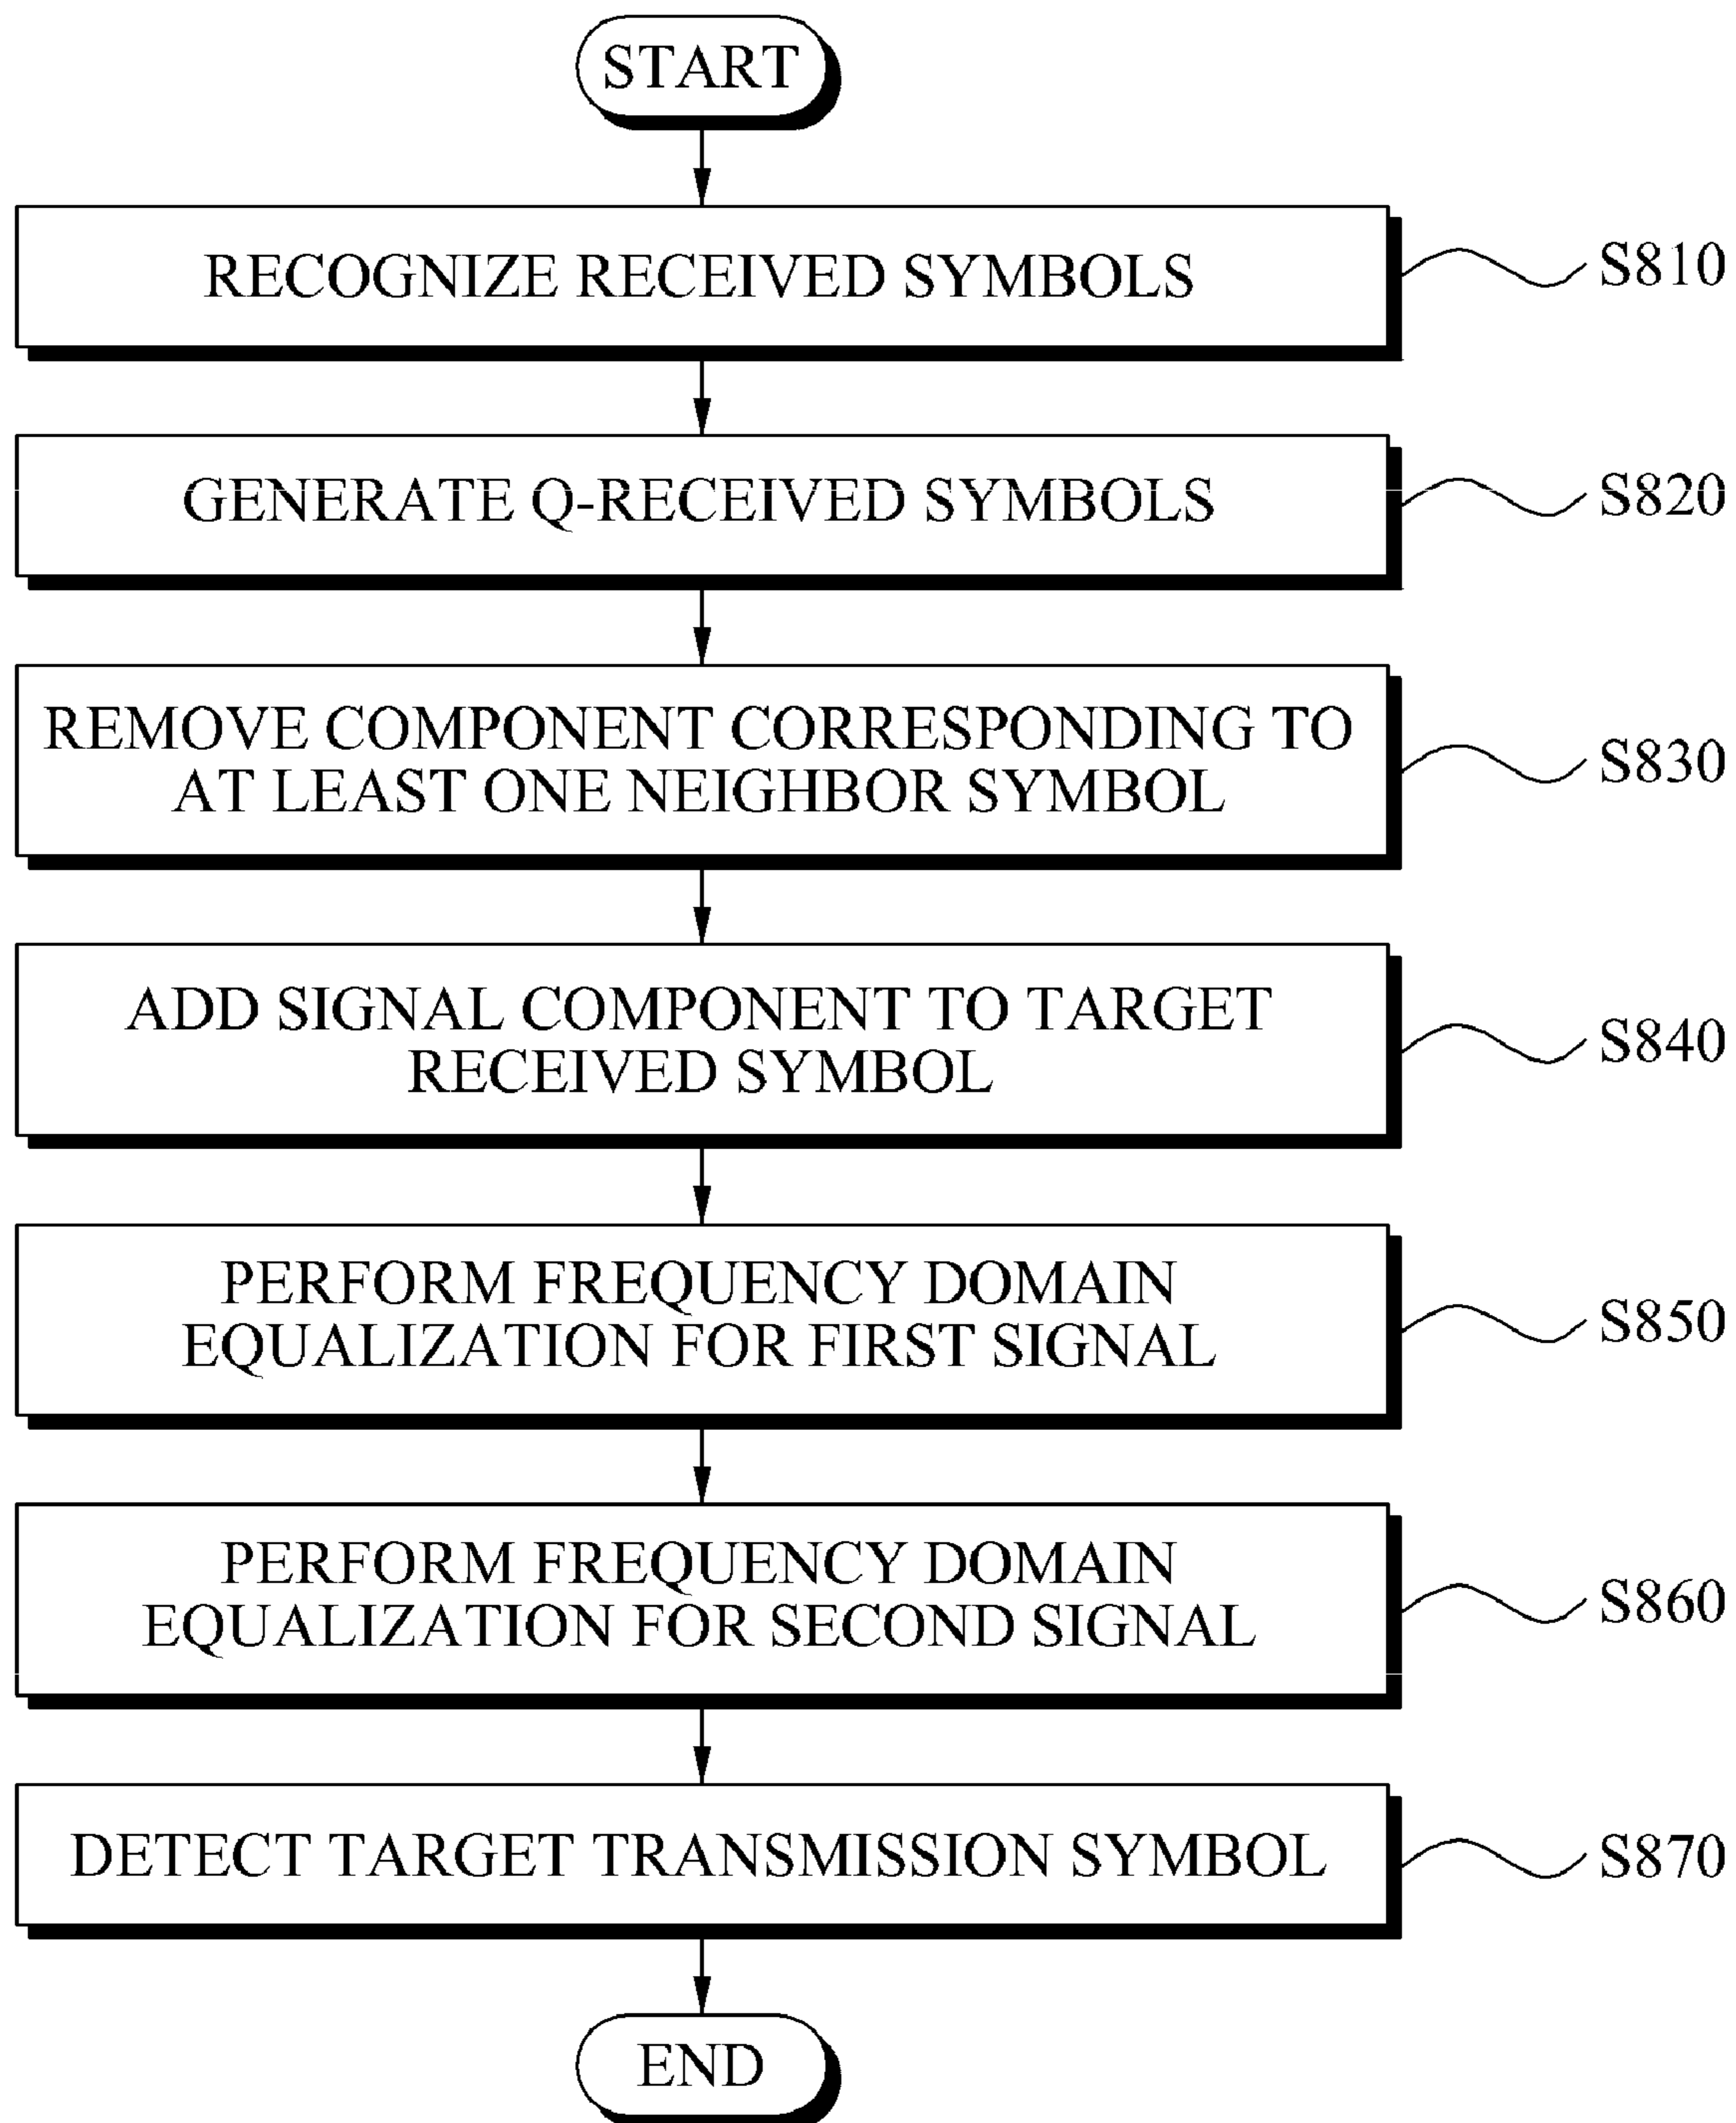 START
RECOGNIZE RECEIVED SYMBOLS
S810
GENERATE Q-RECEIVED SYMBOLS
S820
REMOVE COMPONENT CORRESPONDING TO
AT LEAST ONE NEIGHBOR SYMBOL
S830
ADD SIGNAL COMPONENT TO TARGET
RECEIVED SYMBOL
S840
PERFORM FREQUENCY DOMAIN
EQUALIZATION FOR FIRST SIGNAL
S850
PERFORM FREQUENCY DOMAIN
EQUALIZATION FOR SECOND SIGNAL
S860
DETECT TARGET TRANSMISSION SYMBOL
S870
END